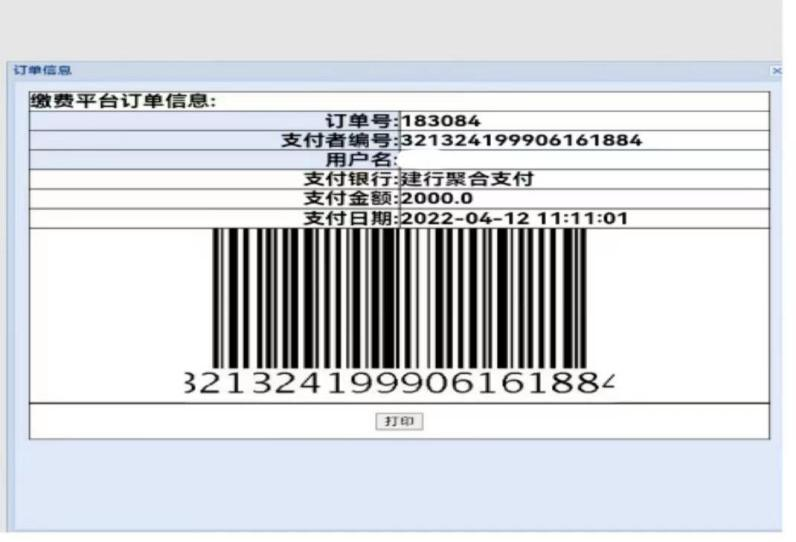 订单信息
缴费平台订单信息:
订单号:183084
支付者编号:321324199906161884
用户名:
支付银行:建行聚合支付
支付金额:2000.0
支付日期:2022-04-12 11:11:01
321324199906161884
打印